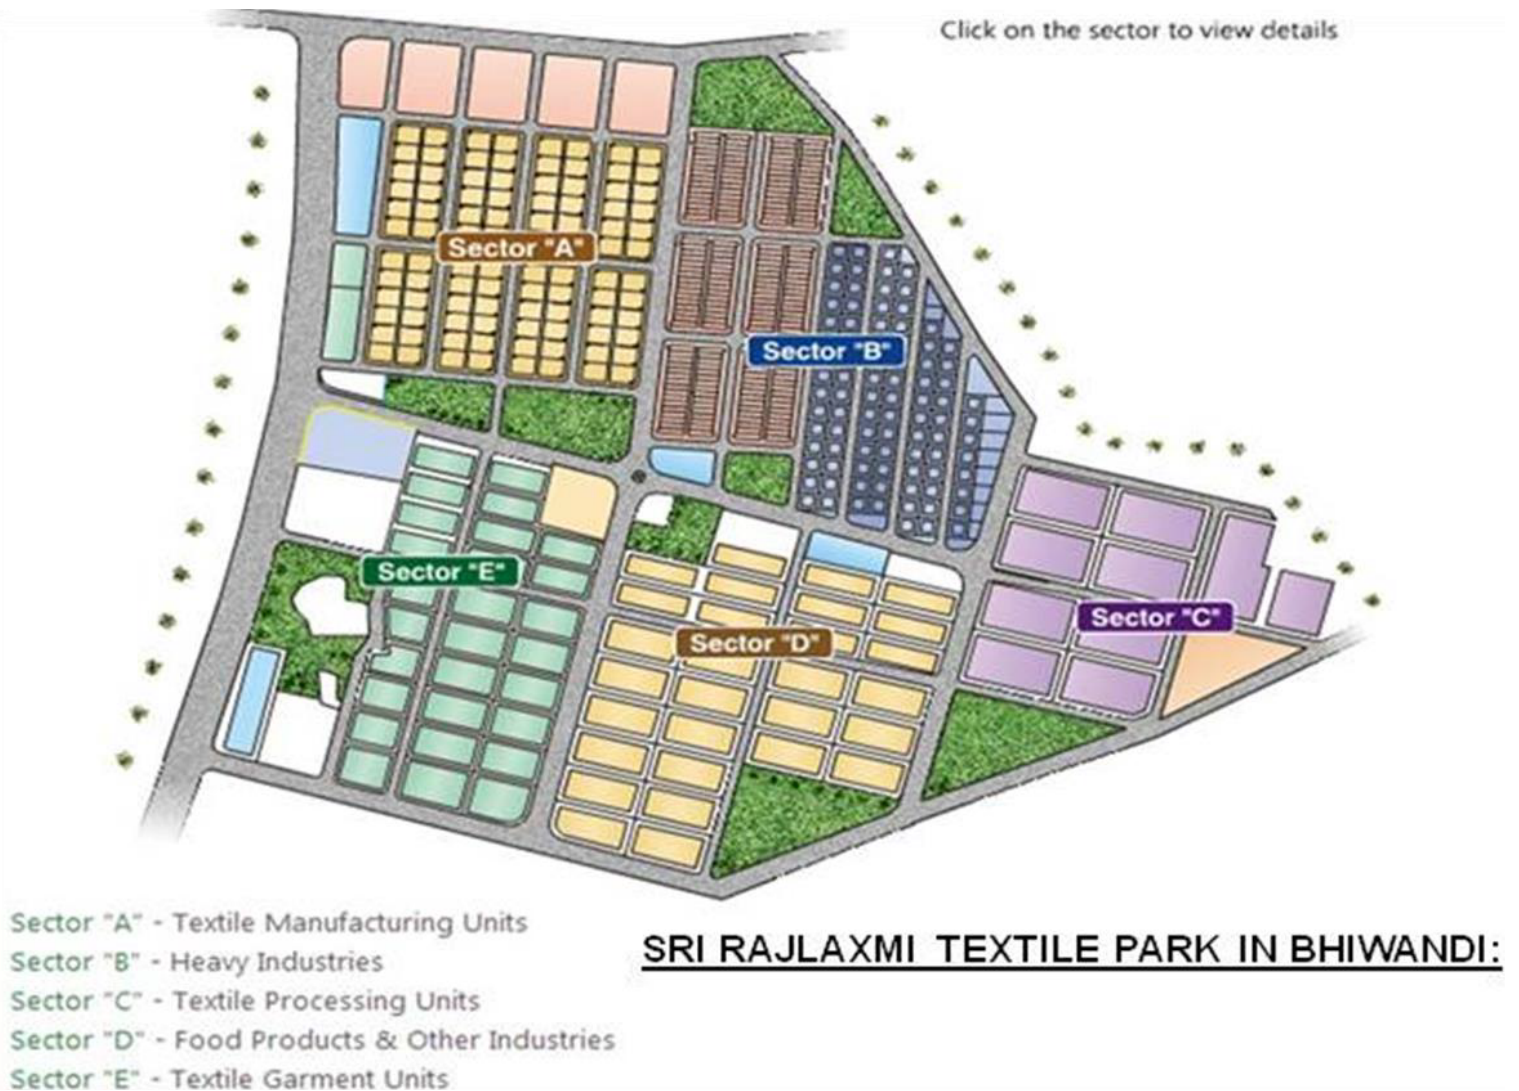 Click on the sector to view details
Sector "A"
Sector "B"
Sector "E"
Sector "C"
Sector "D"
Sector "A" - Textile Manufacturing Units
Sector "B" - Heavy Industries
Sector "C" - Textile Processing Units
Sector "D" - Food Products & Other Industries
Sector "E" - Textile Garment Units
SRI RAJLAXMI TEXTILE PARK IN BHIWANDI: